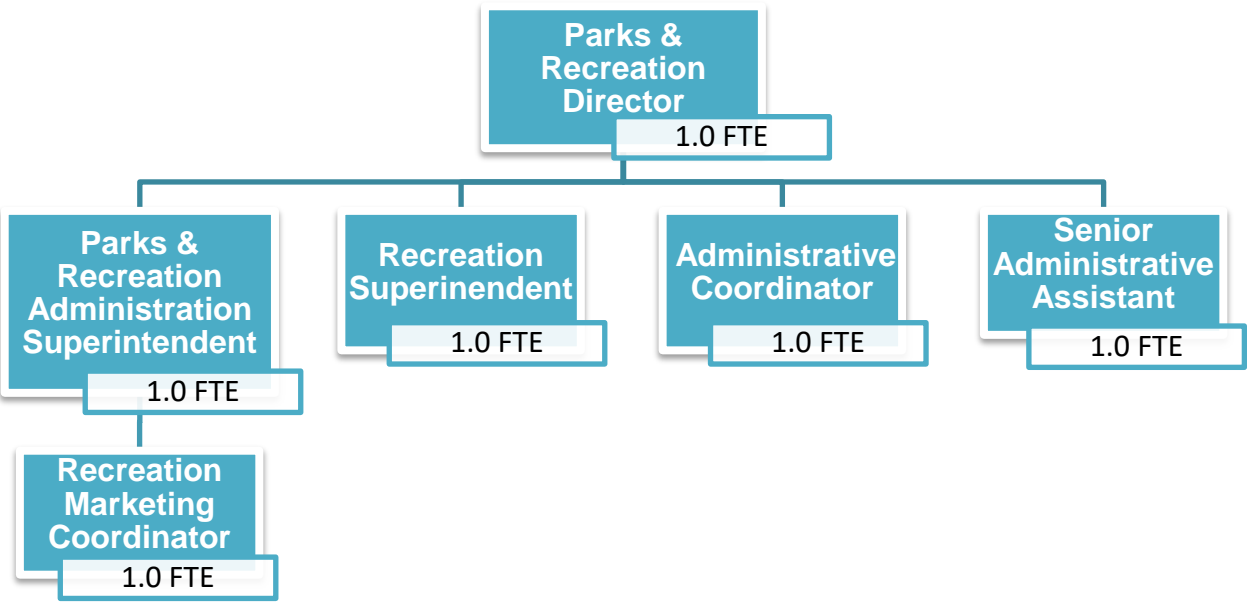 Parks &
Recreation
Director
1.0 FTE
Parks &
Recreation
Administration
Superintendent
1.0 FTE
Recreation
Superinendent
1.0 FTE
Administrative
Coordinator
1.0 FTE
Senior
Administrative
Assistant
1.0 FTE
Recreation
Marketing
Coordinator
1.0 FTE